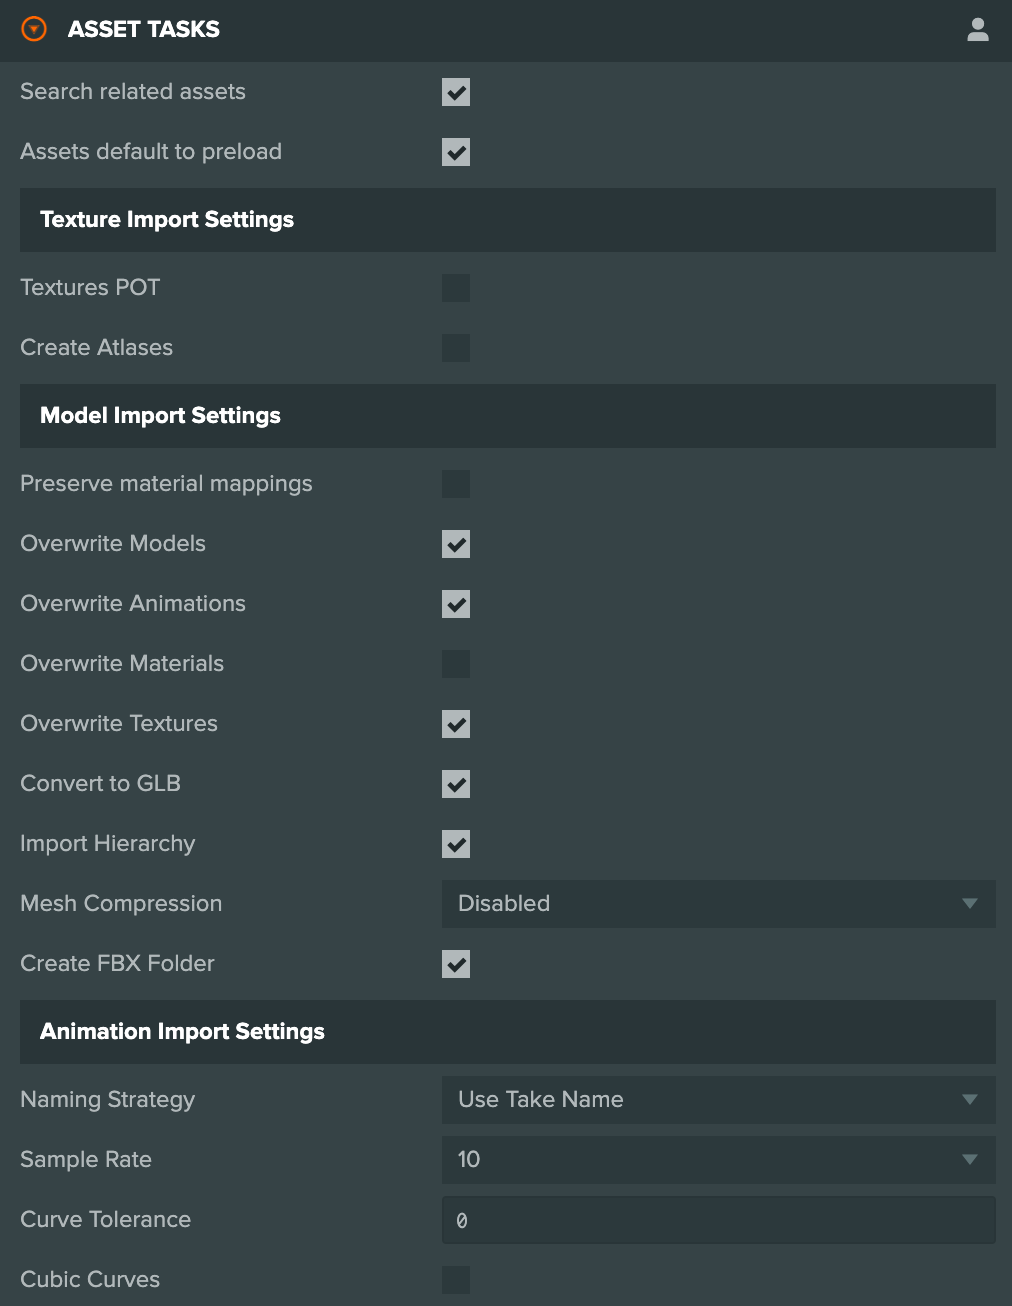 ASSET TASKS
Search related assets
Assets default to preload
Texture Import Settings
Textures POT
Create Atlases
Model Import Settings
Preserve material mappings
Overwrite Models
Overwrite Animations
Overwrite Materials
Overwrite Textures
Convert to GLB
Import Hierarchy
Mesh Compression Disabled
Create FBX Folder
Animation Import Settings
Naming Strategy Use Take Name
Sample Rate 10
Curve Tolerance 0
Cubic Curves